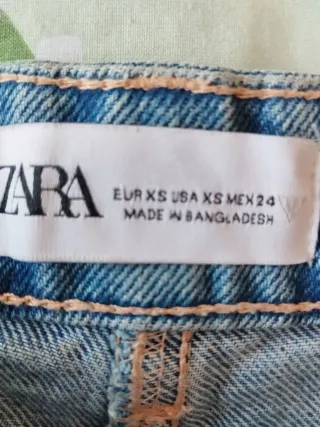 ZARA
EUR XS USA XS MEX 24
MADE IN BANGLADESH